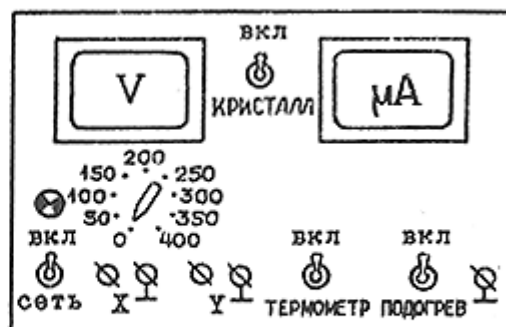 ВКЛ
V
μA
КРИСТАЛЛ
200
150 250
100 300
50 350
0 400
ВКЛ ВКЛ ВКЛ
СЕТЬ X Y ТЕРМОМЕТР ПОДОГРЕВ